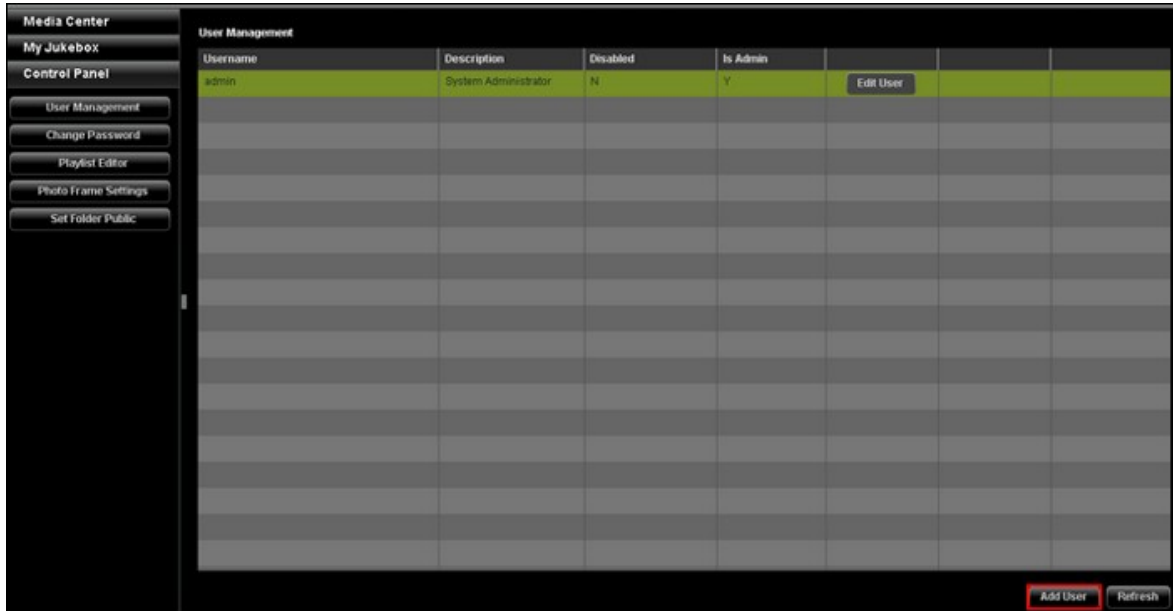 Media Center
My Jukebox
Control Panel
User Management
Change Password
Playlist Editor
Photo Frame Settings
Set Folder Public
User Management
Username Description Disabled Is Admin
admin System Administrator N Y Edit User
Add User Refresh